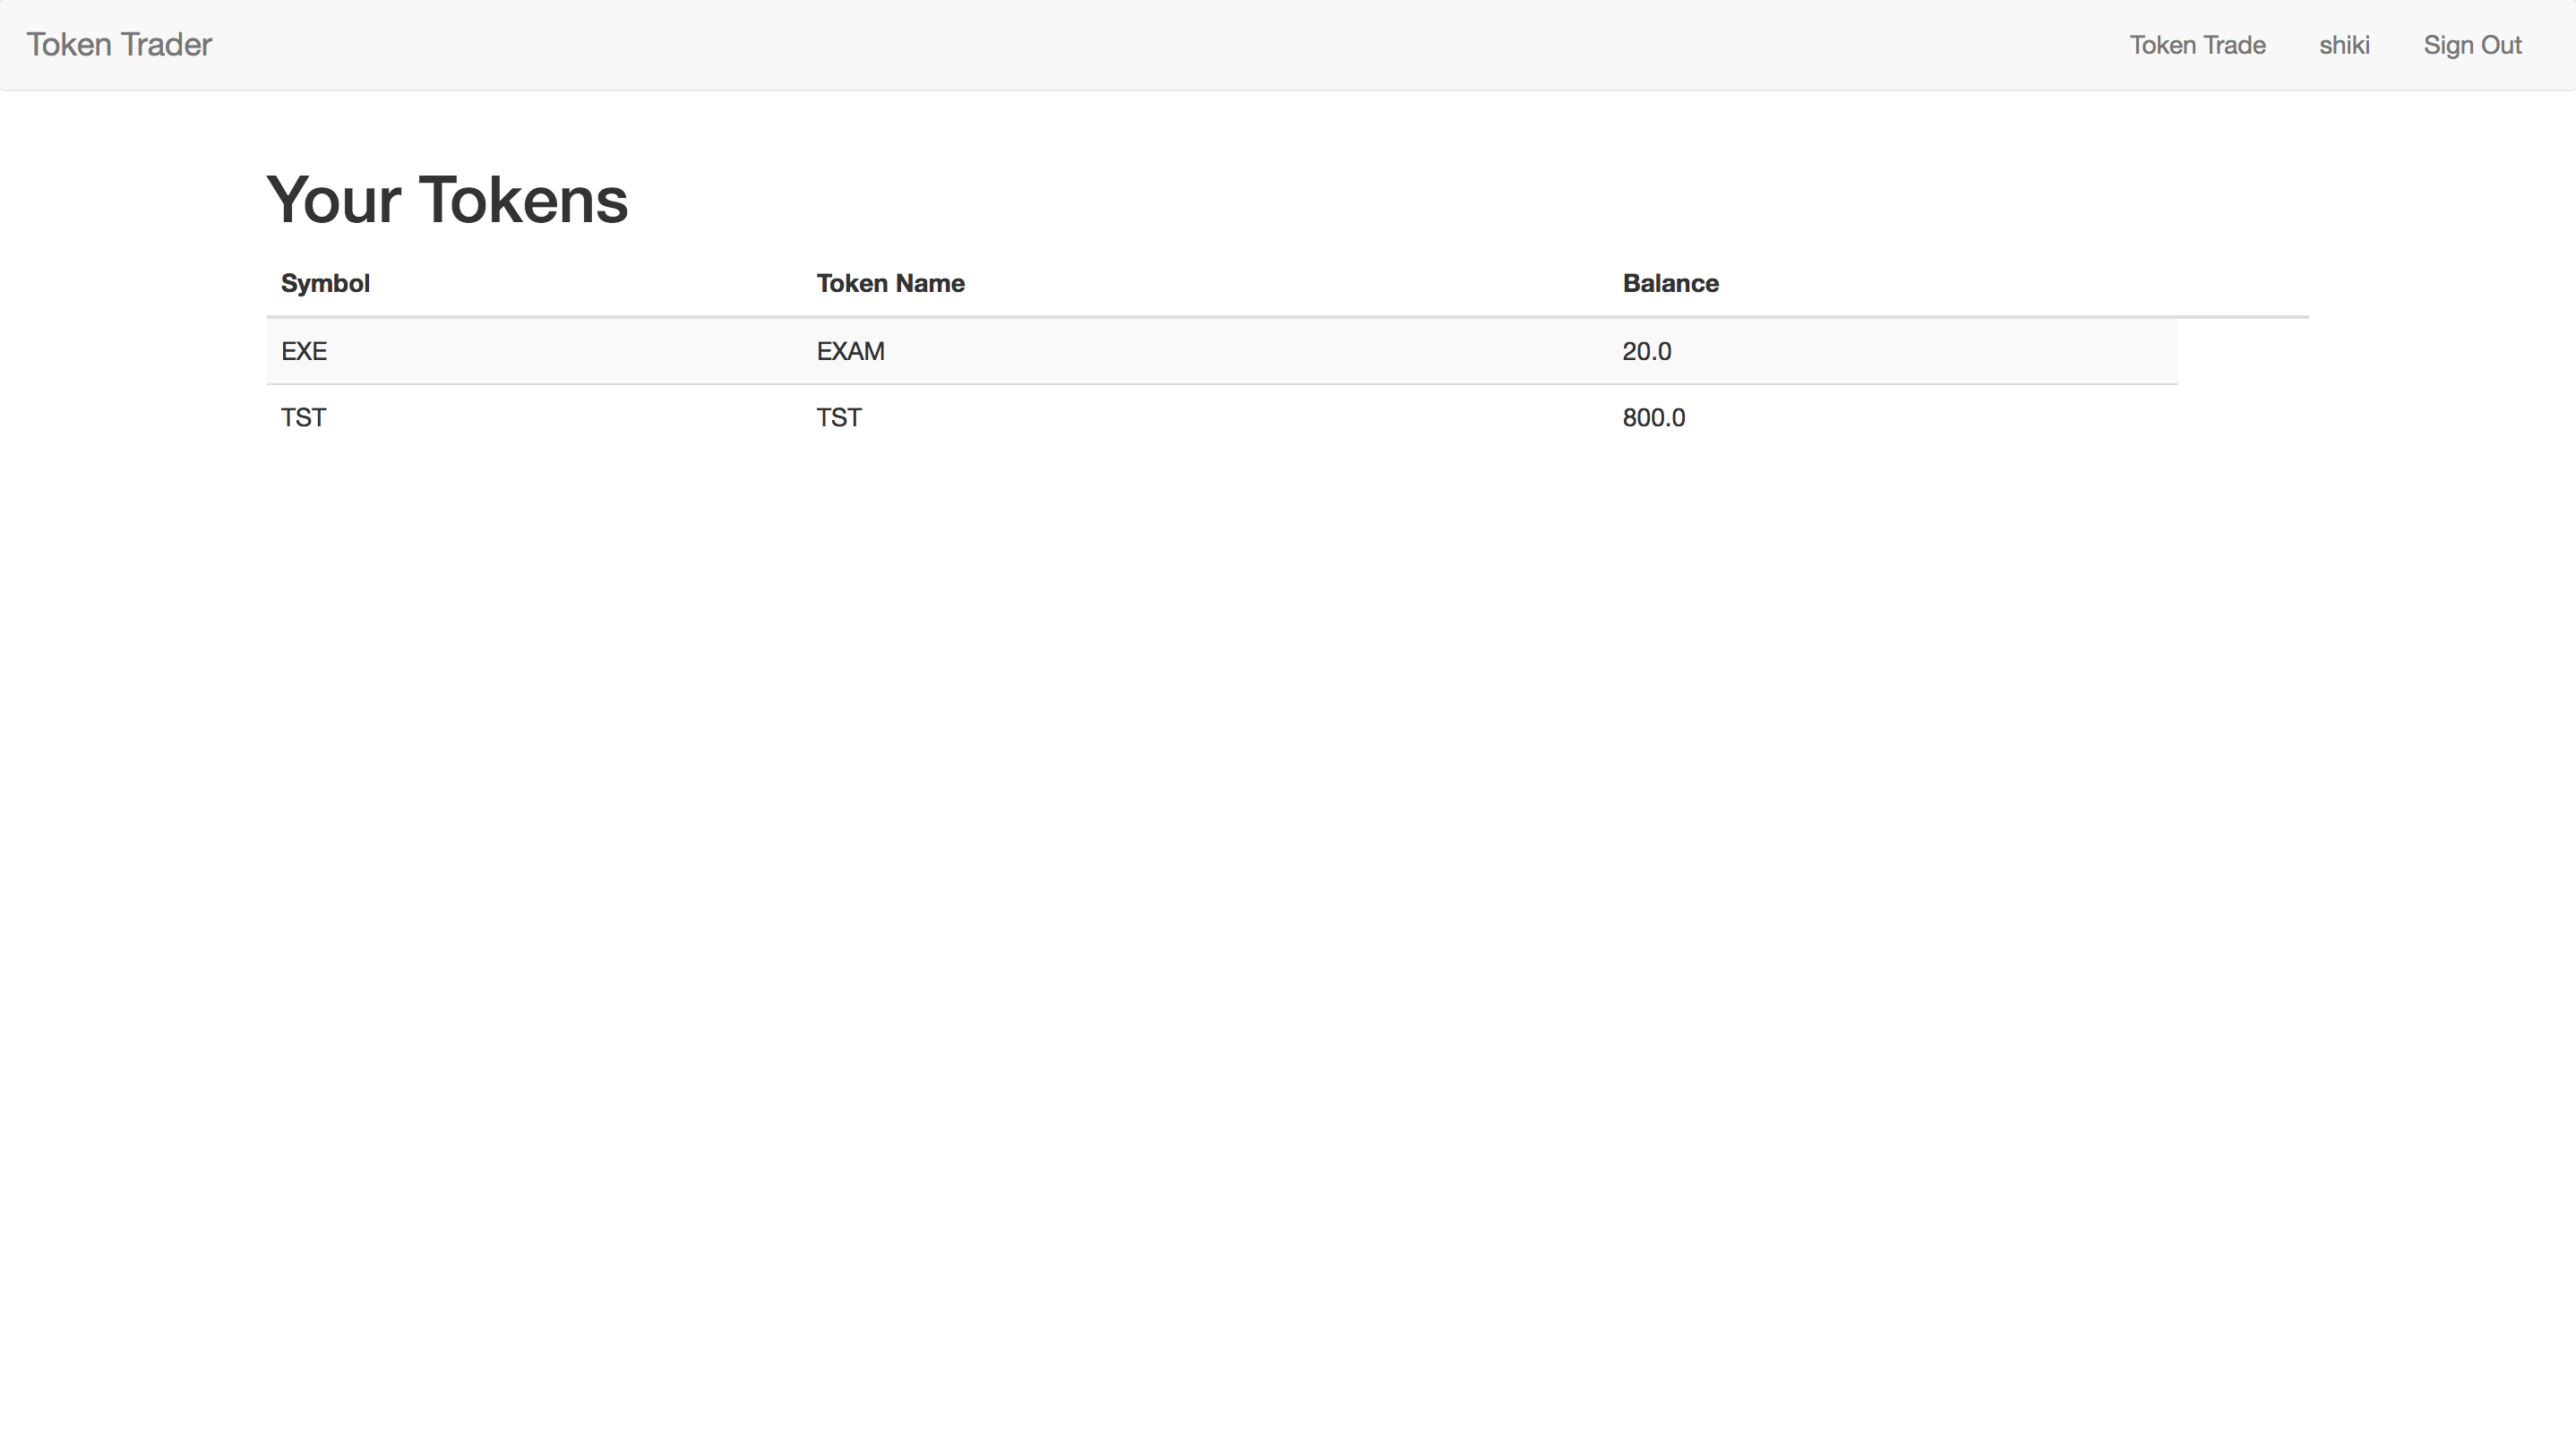 Token Trader Token Trade shiki Sign Out
Your Tokens
Symbol Token Name Balance
EXE EXAM 20.0
TST TST 800.0